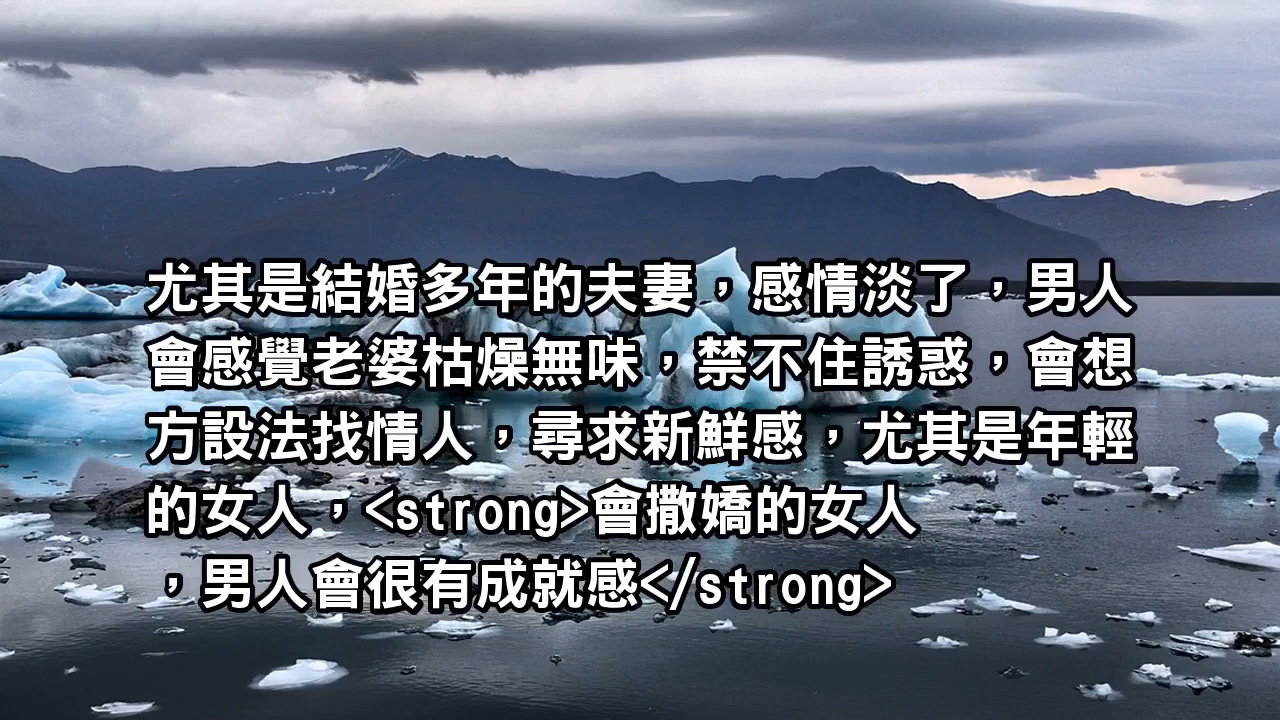 尤其是結婚多年的夫妻，感情淡了，男人
會感覺老婆枯燥無味，禁不住誘惑，會想
方設法找情人，尋求新鮮感，尤其是年輕
的女人，<strong>會撒嬌的女人
，男人會很有成就感</strong>